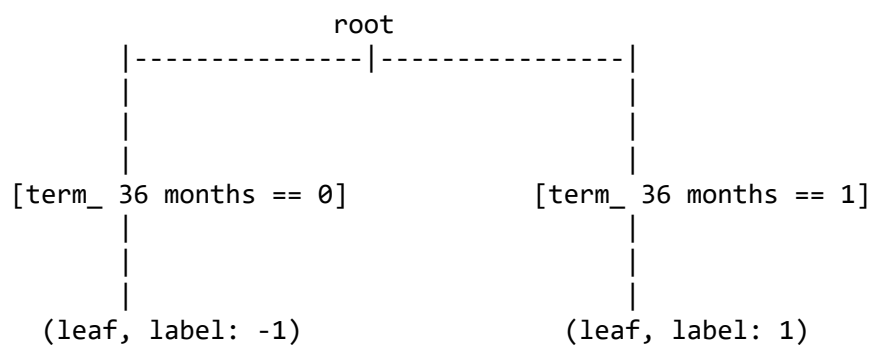 root
|---------------|----------------|
| |
| |
| |
| |
[term_ 36 months == 0] [term_ 36 months == 1]
| |
| |
| |
(leaf, label: -1) (leaf, label: 1)